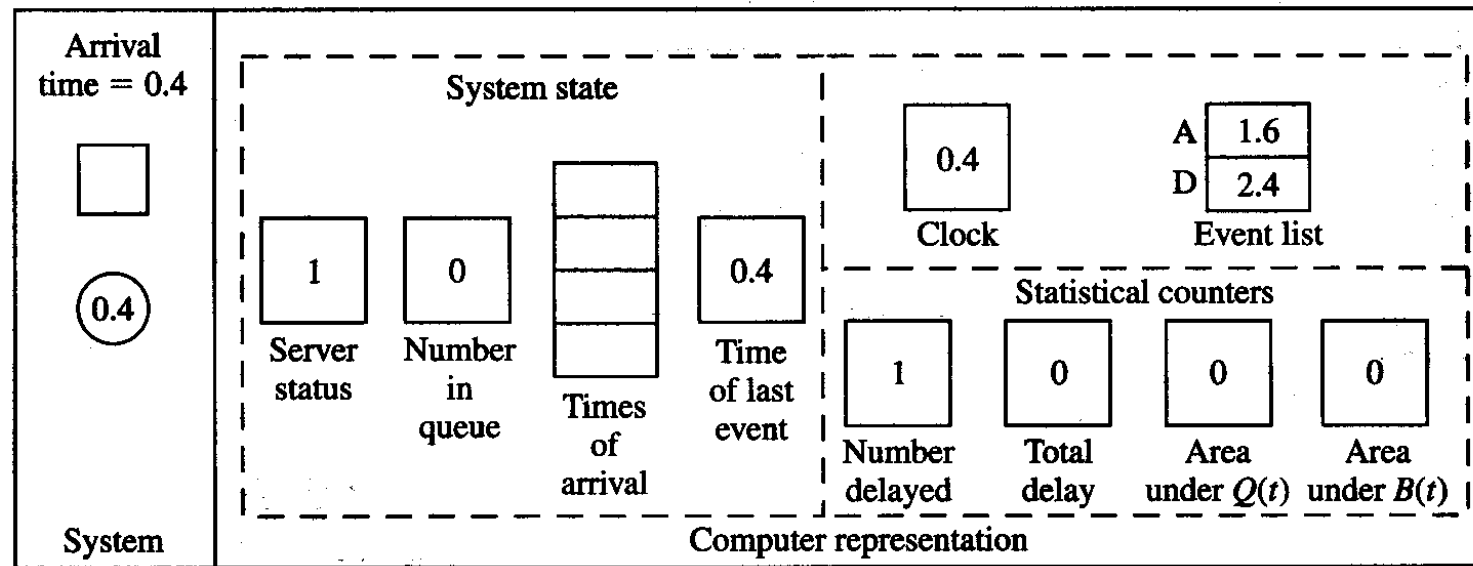 Arrival
time = 0.4
0.4
System
System state
1
Server
status
0
Number
in
queue
Times
of
arrival
0.4
Time
of last
event
0.4
Clock
A 1.6
D 2.4
Event list
Statistical counters
1
Number
delayed
0
Total
delay
0
Area
under Q(t)
0
Area
under B(t)
Computer representation